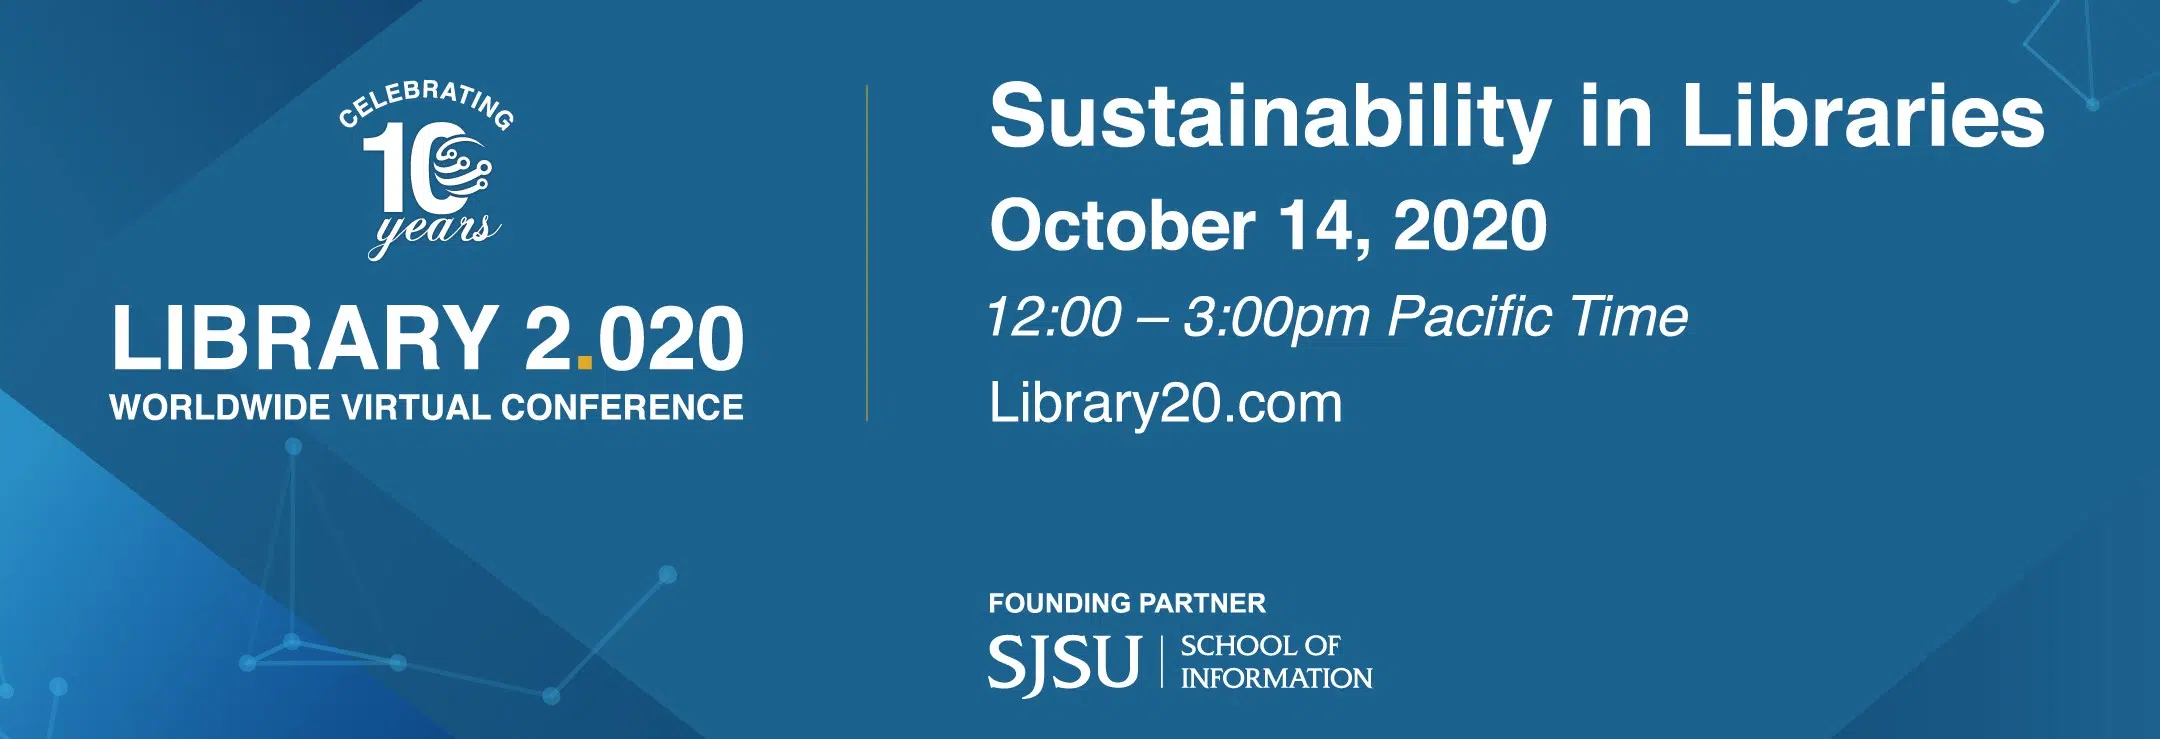 CELEBRATING
10
years
LIBRARY 2.020
WORLDWIDE VIRTUAL CONFERENCE
Sustainability in Libraries
October 14, 2020
12:00 – 3:00pm Pacific Time
Library20.com
FOUNDING PARTNER
SJSU
SCHOOL OF
INFORMATION